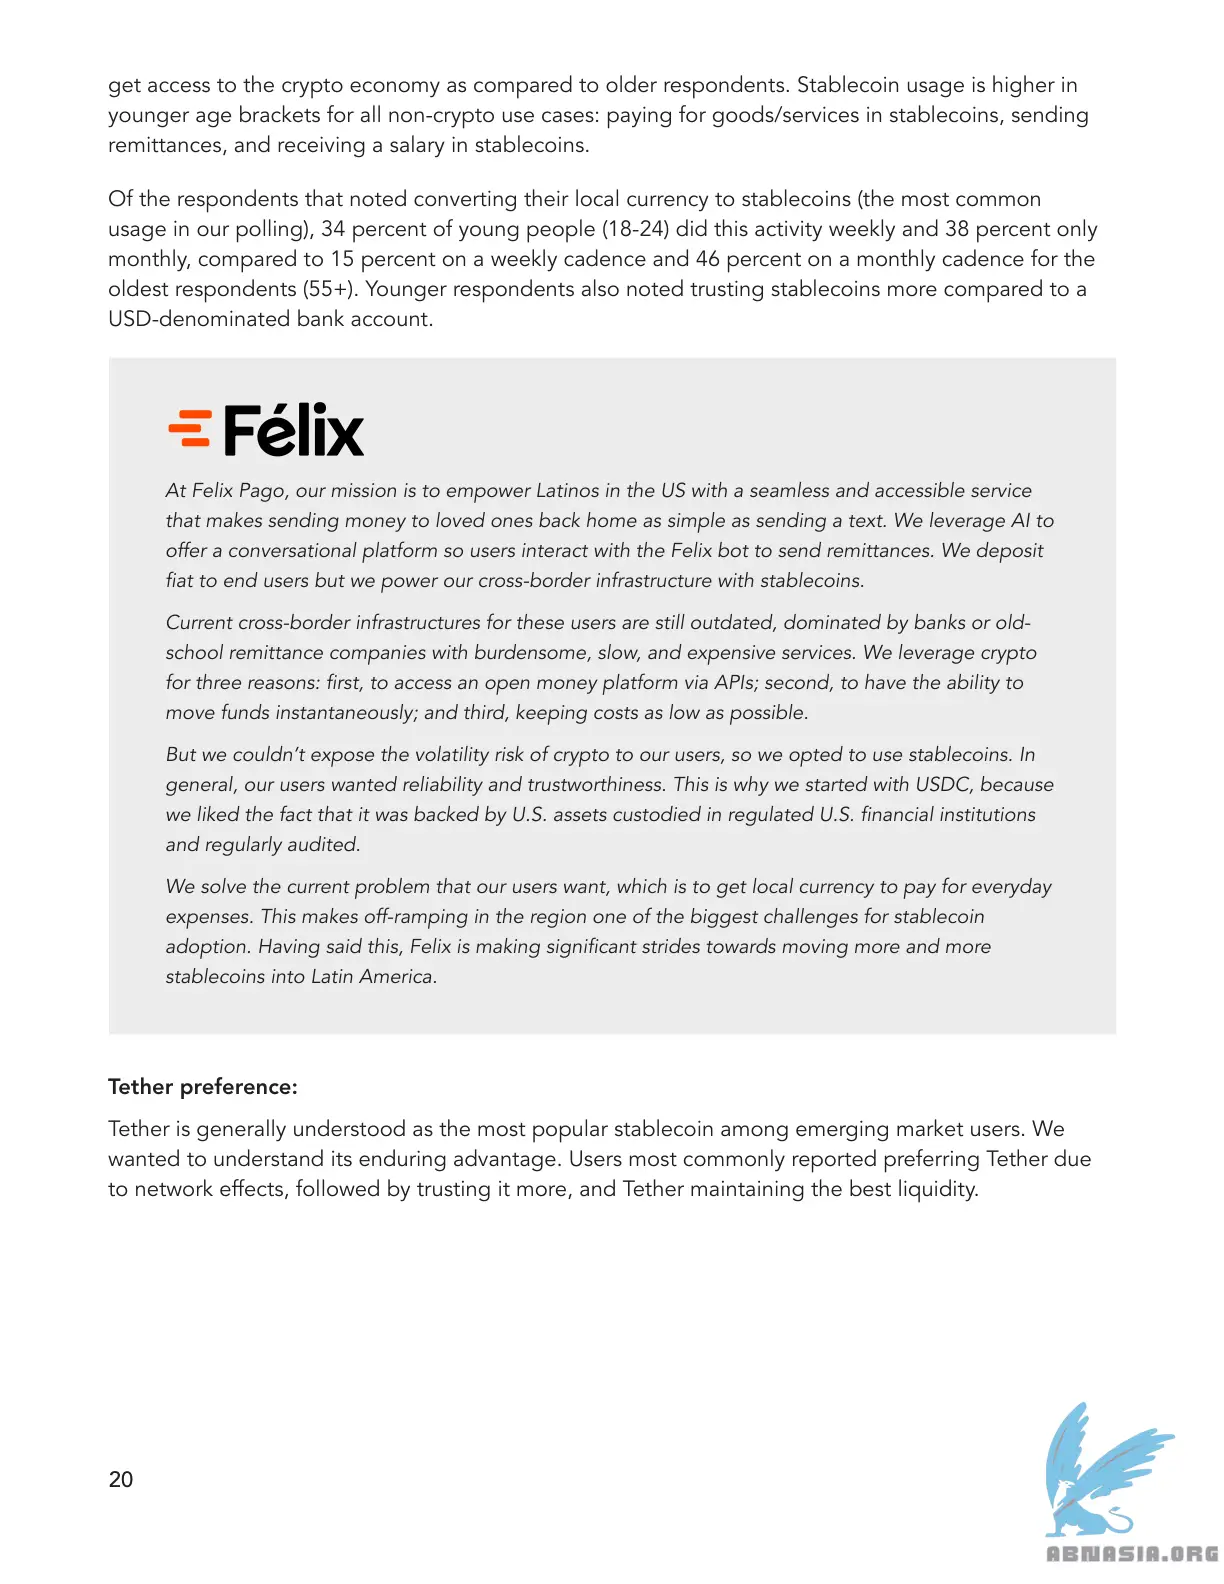 get access to the crypto economy as compared to older respondents. Stablecoin usage is higher in
younger age brackets for all non-crypto use cases: paying for goods/services in stablecoins, sending
remittances, and receiving a salary in stablecoins.
Of the respondents that noted converting their local currency to stablecoins (the most common
usage in our polling), 34 percent of young people (18-24) did this activity weekly and 38 percent only
monthly, compared to 15 percent on a weekly cadence and 46 percent on a monthly cadence for the
oldest respondents (55+). Younger respondents also noted trusting stablecoins more compared to a
USD-denominated bank account.
Félix
At Felix Pago, our mission is to empower Latinos in the US with a seamless and accessible service
that makes sending money to loved ones back home as simple as sending a text. We leverage AI to
offer a conversational platform so users interact with the Felix bot to send remittances. We deposit
fiat to end users but we power our cross-border infrastructure with stablecoins.
Current cross-border infrastructures for these users are still outdated, dominated by banks or old-
school remittance companies with burdensome, slow, and expensive services. We leverage crypto
for three reasons: first, to access an open money platform via APIs; second, to have the ability to
move funds instantaneously; and third, keeping costs as low as possible.
But we couldn’t expose the volatility risk of crypto to our users, so we opted to use stablecoins. In
general, our users wanted reliability and trustworthiness. This is why we started with USDC, because
we liked the fact that it was backed by U.S. assets custodied in regulated U.S. financial institutions
and regularly audited.
We solve the current problem that our users want, which is to get local currency to pay for everyday
expenses. This makes off-ramping in the region one of the biggest challenges for stablecoin
adoption. Having said this, Felix is making significant strides towards moving more and more
stablecoins into Latin America.
Tether preference:
Tether is generally understood as the most popular stablecoin among emerging market users. We
wanted to understand its enduring advantage. Users most commonly reported preferring Tether due
to network effects, followed by trusting it more, and Tether maintaining the best liquidity.
20
ABNASIA.ORG